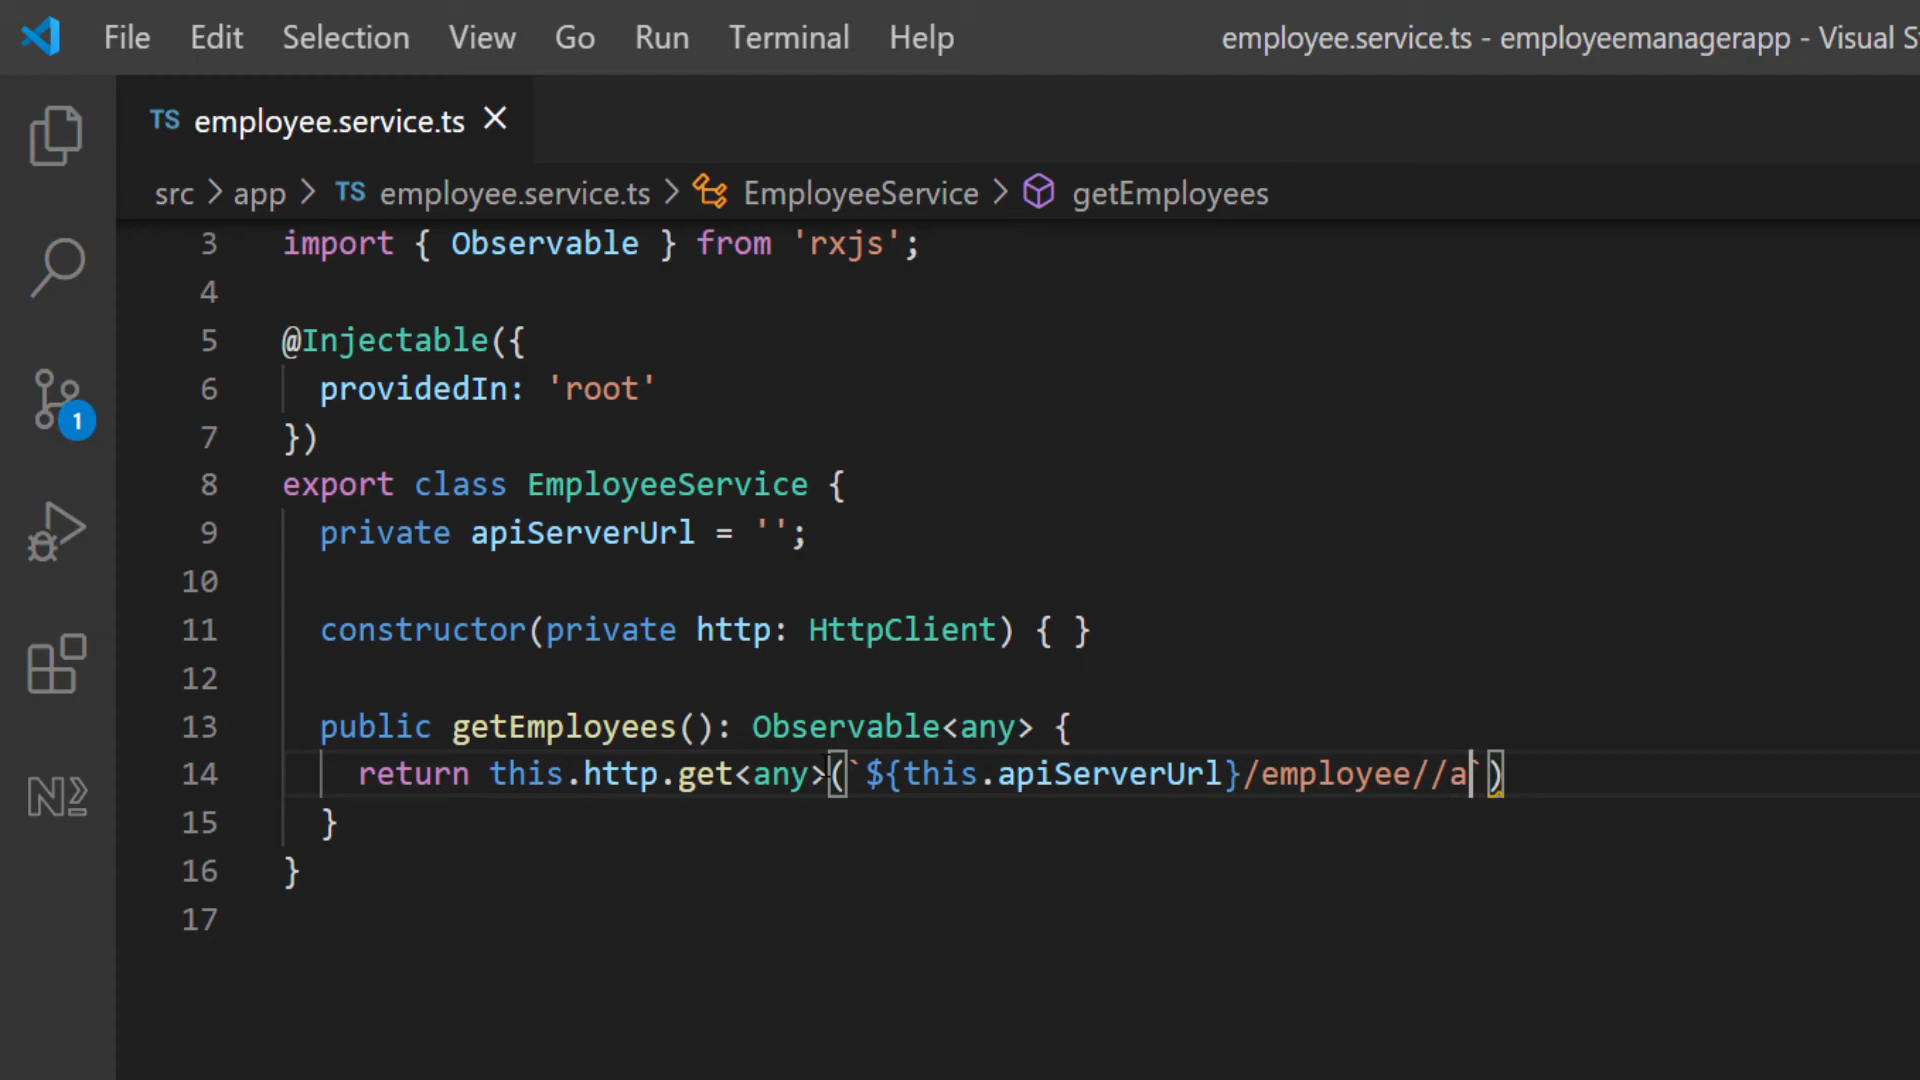 File Edit Selection View Go Run Terminal Help employee.service.ts - employeemanagerapp - Visual S
TS employee.service.ts
src > app > TS employee.service.ts > EmployeeService > getEmployees
3 import { Observable } from 'rxjs';
4
5 @Injectable({
6 providedIn: 'root'
7 })
8 export class EmployeeService {
9 private apiServerUrl = '';
10
11 constructor(private http: HttpClient) { }
12
13 public getEmployees(): Observable<any> {
14 return this.http.get<any>(`${this.apiServerUrl}/employee//a`)
15 }
16 }
17
1